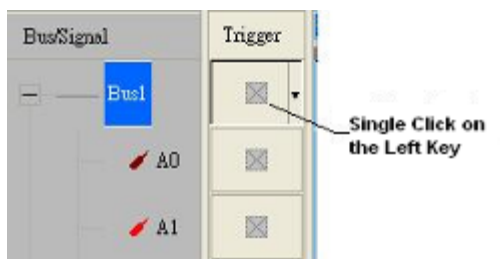 Bus/Signal Trigger
Bus1
Single Click on
the Left Key
A0
A1